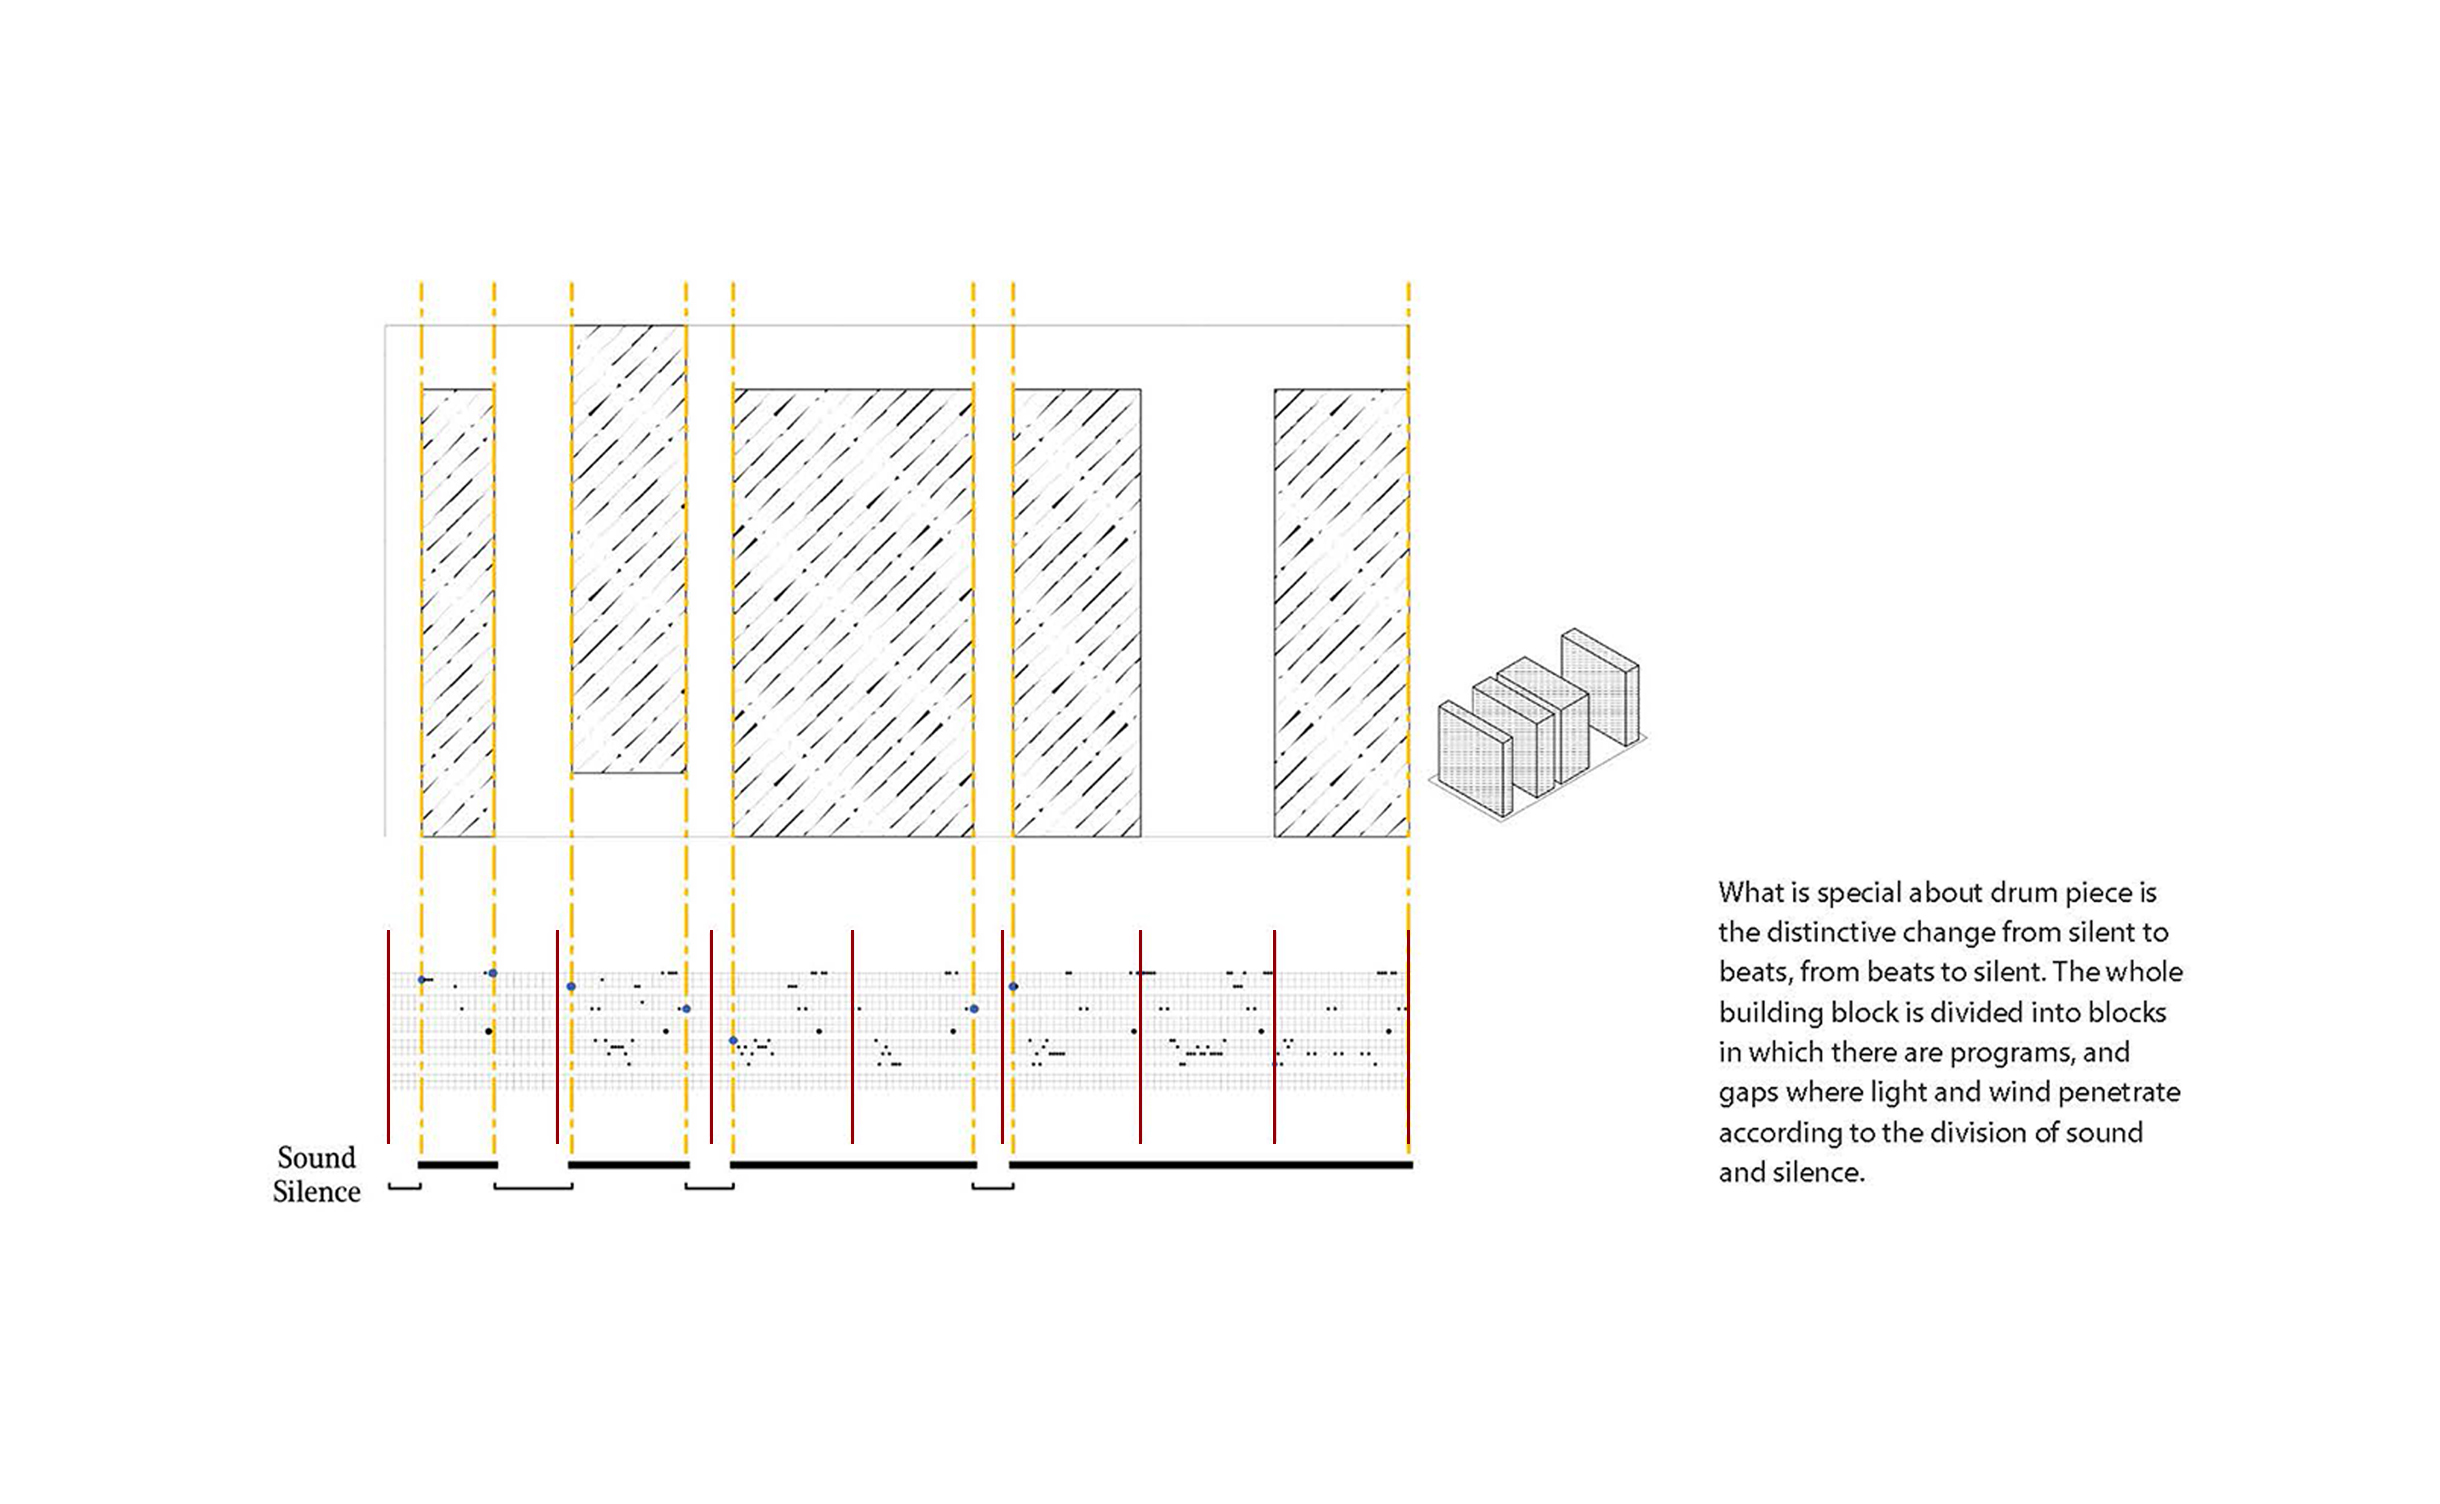 Sound
Silence
What is special about drum piece is
the distinctive change from silent to
beats, from beats to silent. The whole
building block is divided into blocks
in which there are programs, and
gaps where light and wind penetrate
according to the division of sound
and silence.